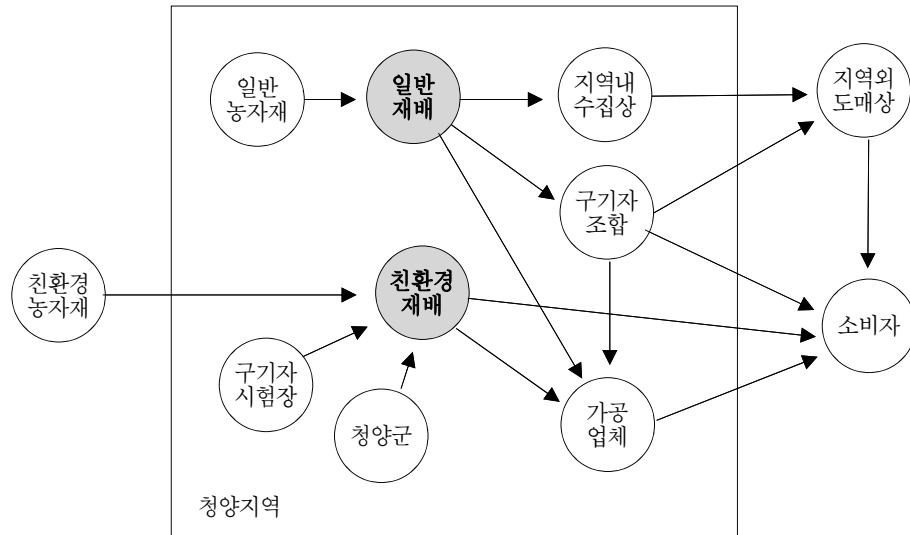 일반
농자재
일반
재배
지역내
수집상
지역외
도매상
구기자
조합
친환경
농자재
친환경
재배
소비자
구기자
시험장
청양군
가공
업체
청양지역